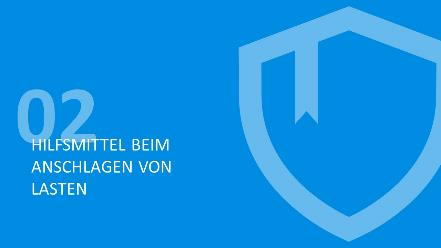 02
HILFSMITTEL BEIM
ANSCHLAGEN VON
LASTEN